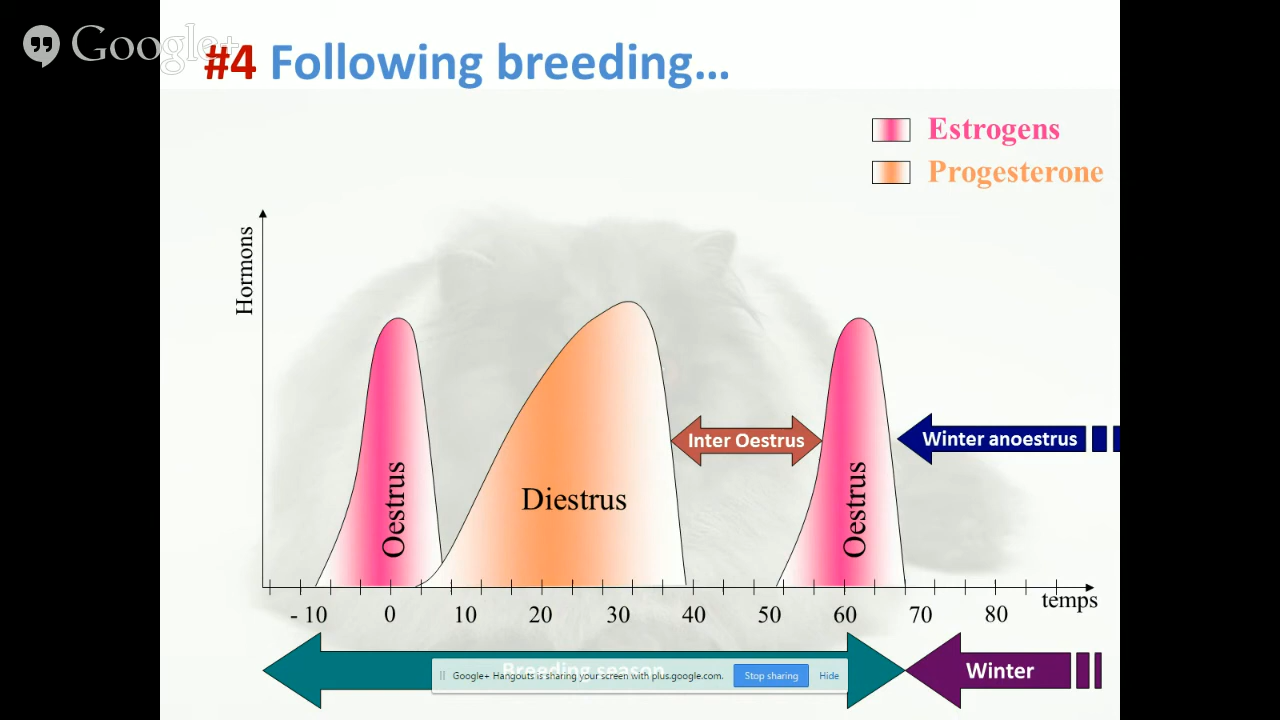 Google+
#4 Following breeding...
Estrogens
Progesterone
Hormons
Inter Oestrus
Winter anoestrus
Oestrus
Diestrus
Oestrus
- 10 0 10 20 30 40 50 60 70 80
temps
Breeding season
Winter
Google+ Hangouts is sharing your screen with plus.google.com.
Stop sharing
Hide